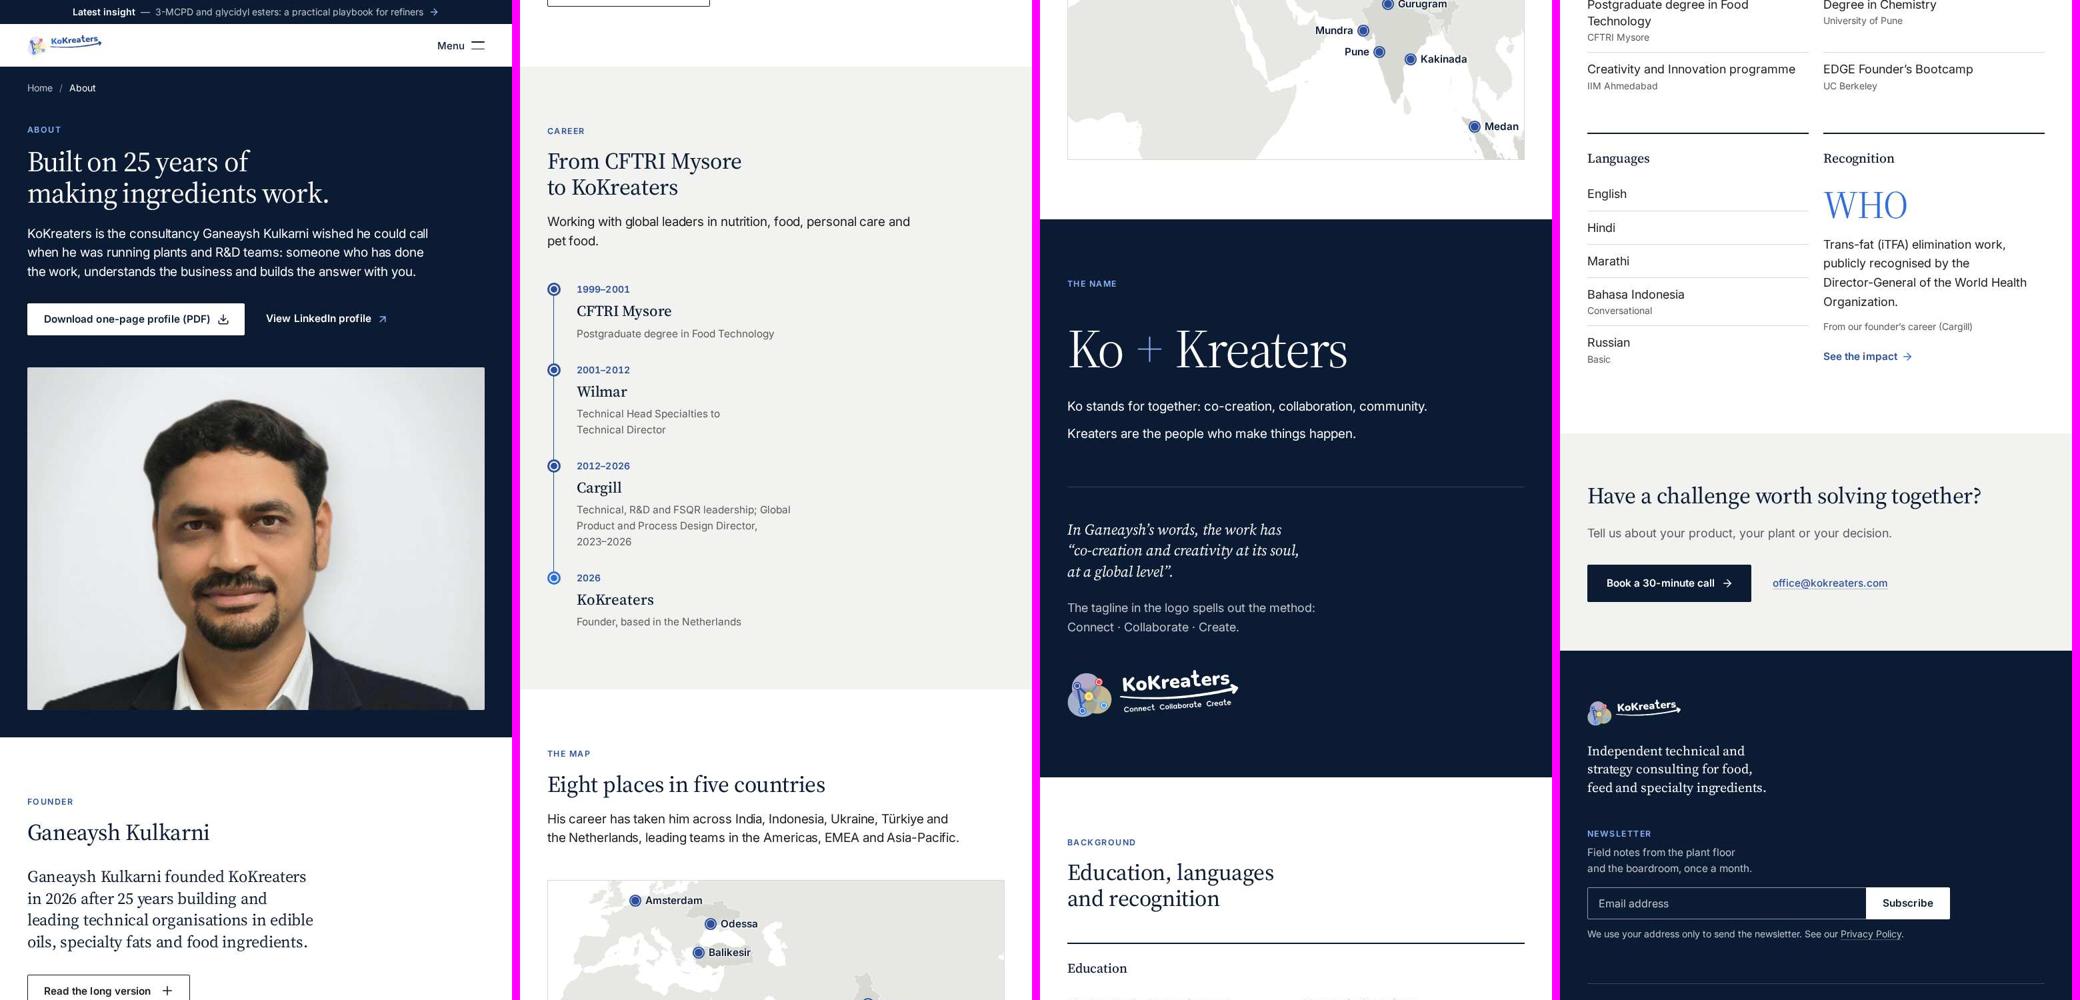 Latest insight — 3-MCPD and glycidyl esters: a practical playbook for refiners →
KoKreaters
Menu
Home / About
ABOUT
Built on 25 years of
making ingredients work.
KoKreaters is the consultancy Ganeaysh Kulkarni wished he could call
when he was running plants and R&D teams: someone who has done
the work, understands the business and builds the answer with you.
Download one-page profile (PDF)
View LinkedIn profile ↗
FOUNDER
Ganeaysh Kulkarni
Ganeaysh Kulkarni founded KoKreaters
in 2026 after 25 years building and
leading technical organisations in edible
oils, specialty fats and food ingredients.
Read the long version +
CAREER
From CFTRI Mysore
to KoKreaters
Working with global leaders in nutrition, food, personal care and
pet food.
1999–2001
CFTRI Mysore
Postgraduate degree in Food Technology
2001–2012
Wilmar
Technical Head Specialties to
Technical Director
2012–2026
Cargill
Technical, R&D and FSQR leadership; Global
Product and Process Design Director,
2023–2026
2026
KoKreaters
Founder, based in the Netherlands
THE MAP
Eight places in five countries
His career has taken him across India, Indonesia, Ukraine, Türkiye and
the Netherlands, leading teams in the Americas, EMEA and Asia-Pacific.
Amsterdam
Odessa
Balikesir
Gurugram
Mundra
Pune
Kakinada
Medan
THE NAME
Ko + Kreaters
Ko stands for together: co-creation, collaboration, community.
Kreaters are the people who make things happen.
In Ganeaysh’s words, the work has
“co-creation and creativity at its soul,
at a global level”.
The tagline in the logo spells out the method:
Connect · Collaborate · Create.
KoKreaters
Connect Collaborate Create
BACKGROUND
Education, languages
and recognition
Education
Postgraduate degree in Food
Technology
CFTRI Mysore
Degree in Chemistry
University of Pune
Creativity and Innovation programme
IIM Ahmedabad
EDGE Founder’s Bootcamp
UC Berkeley
Languages
English
Hindi
Marathi
Bahasa Indonesia
Conversational
Russian
Basic
Recognition
WHO
Trans-fat (iTFA) elimination work,
publicly recognised by the
Director-General of the World Health
Organization.
From our founder’s career (Cargill)
See the impact →
Have a challenge worth solving together?
Tell us about your product, your plant or your decision.
Book a 30-minute call →
office@kokreaters.com
KoKreaters
Independent technical and
strategy consulting for food,
feed and specialty ingredients.
NEWSLETTER
Field notes from the plant floor
and the boardroom, once a month.
Email address
Subscribe
We use your address only to send the newsletter. See our Privacy Policy.